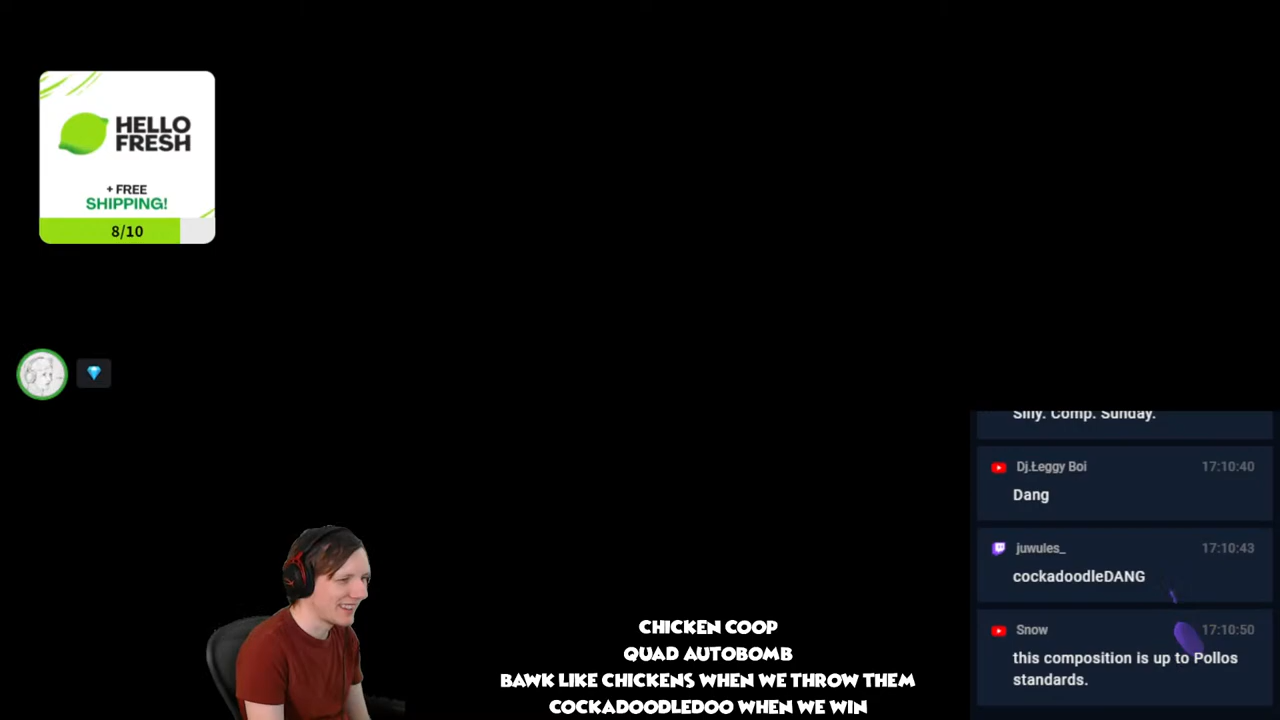 HELLO
FRESH
+ FREE
SHIPPING!
8/10
Silly. Comp. Sunday.
Dj.Łeggy Boi 17:10:40
Dang
juwules_ 17:10:43
cockadoodleDANG
Snow 17:10:50
this composition is up to Pollos
standards.
CHICKEN COOP
QUAD AUTOBOMB
BAWK LIKE CHICKENS WHEN WE THROW THEM
COCKADOODLEDOO WHEN WE WIN